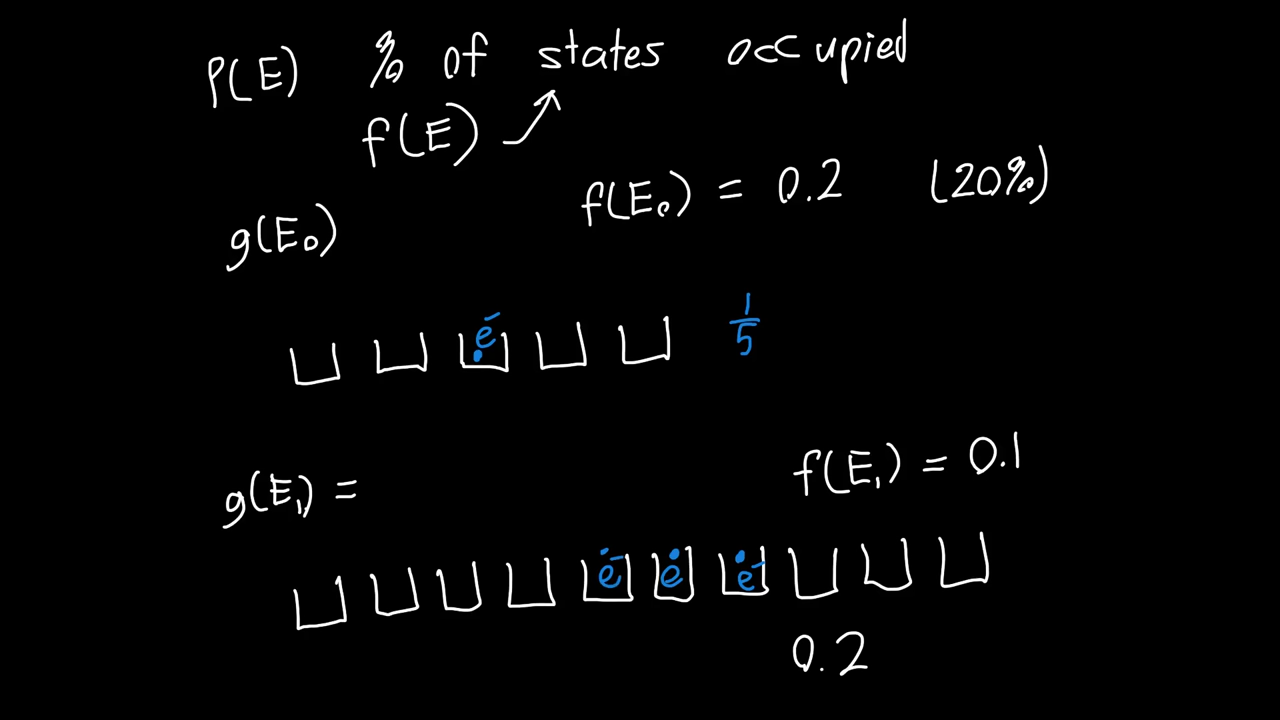 P(E) % of states occupied
f(E)
f(E₀) = 0.2 (20%)
g(E₀)
e⁻ 1/5
f(E₁) = 0.1
g(E₁) =
e⁻ e e⁻
0.2